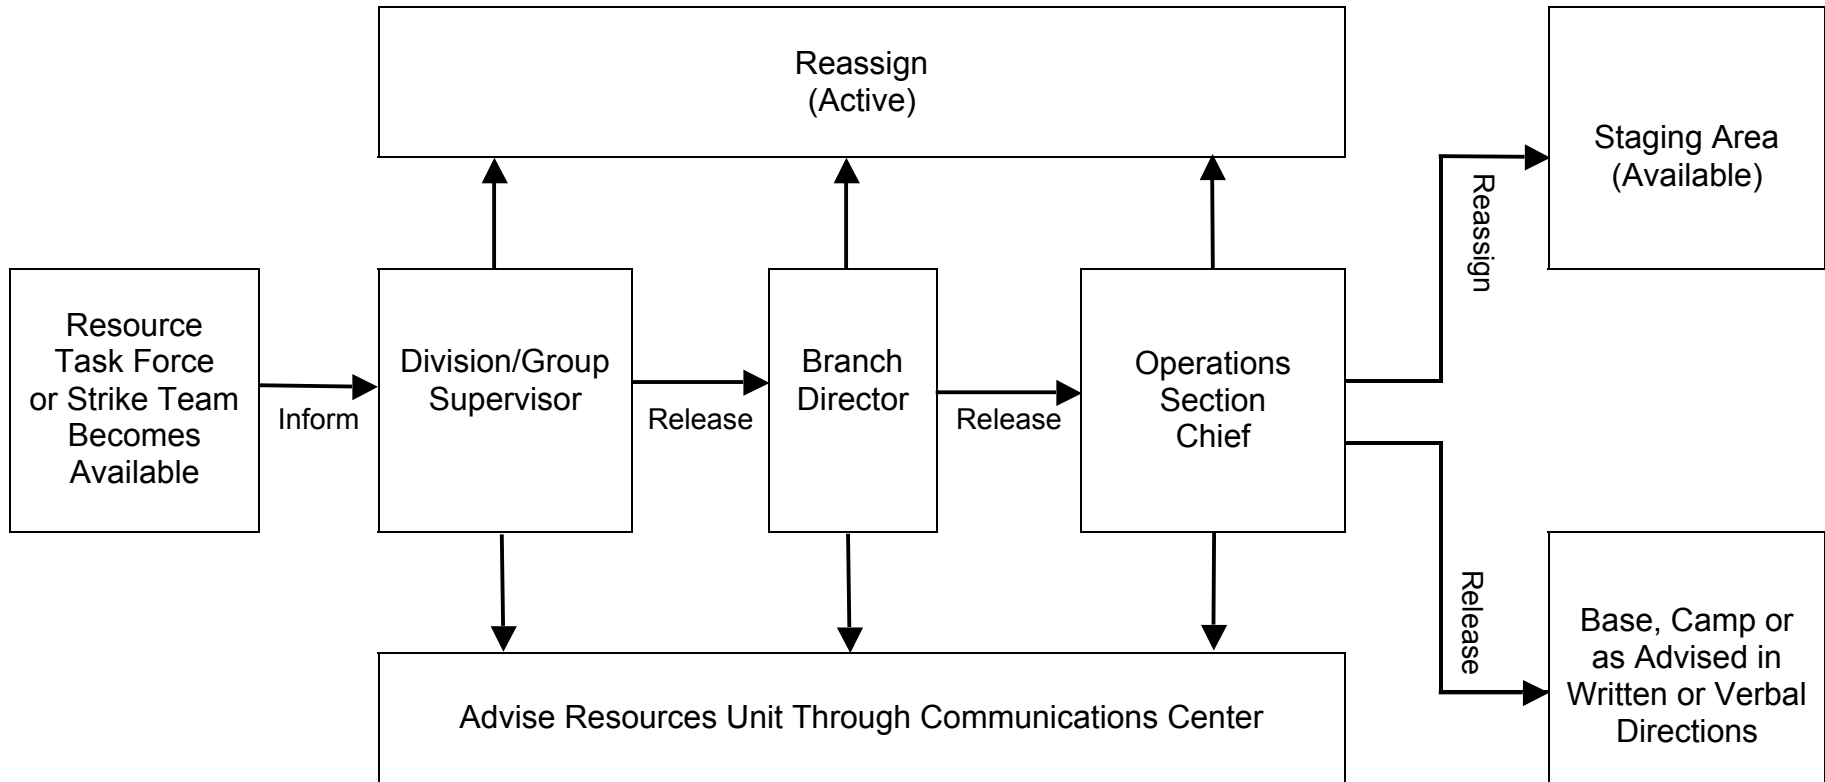 Reassign
(Active)
Staging Area
(Available)
Reassign
Resource
Task Force
or Strike Team
Becomes
Available
Inform
Division/Group
Supervisor
Release
Branch
Director
Release
Operations
Section
Chief
Release
Base, Camp or
as Advised in
Written or Verbal
Directions
Advise Resources Unit Through Communications Center